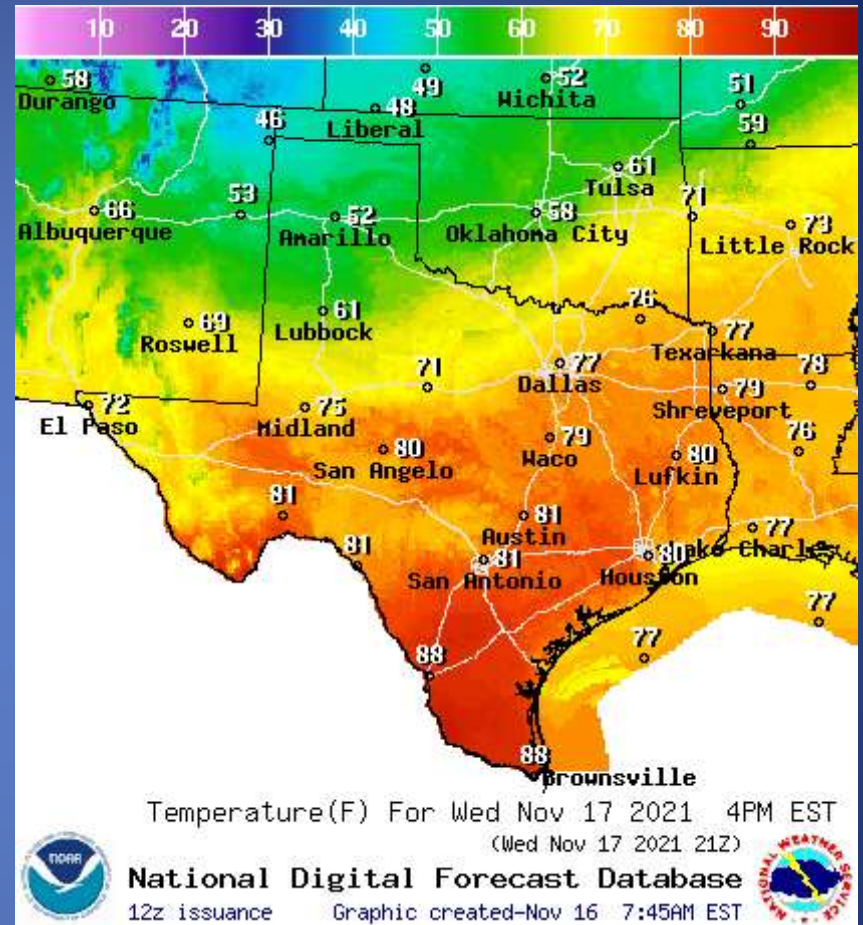 10 20 30 40 50 60 70 80 90
58
Durango
49
52
Wichita
51
48
Liberal
46
59
61
Tulsa
66
Albuquerque
53
52
Amarillo
58
Oklahoma City
71
73
Little Rock
69
Roswell
61
Lubbock
76
77
Texarkana
71
77
Dallas
79
Shreveport
78
72
El Paso
75
Midland
80
San Angelo
79
Waco
80
Lufkin
76
81
81
81
Austin
81
San Antonio
80
Houston
77
77
77
88
88
Brownsville
Temperature(F) For Wed Nov 17 2021 4PM EST
(Wed Nov 17 2021 21Z)
NOAA
National Digital Forecast Database
12z issuance Graphic created-Nov 16 7:45AM EST
NATIONAL WEATHER SERVICE